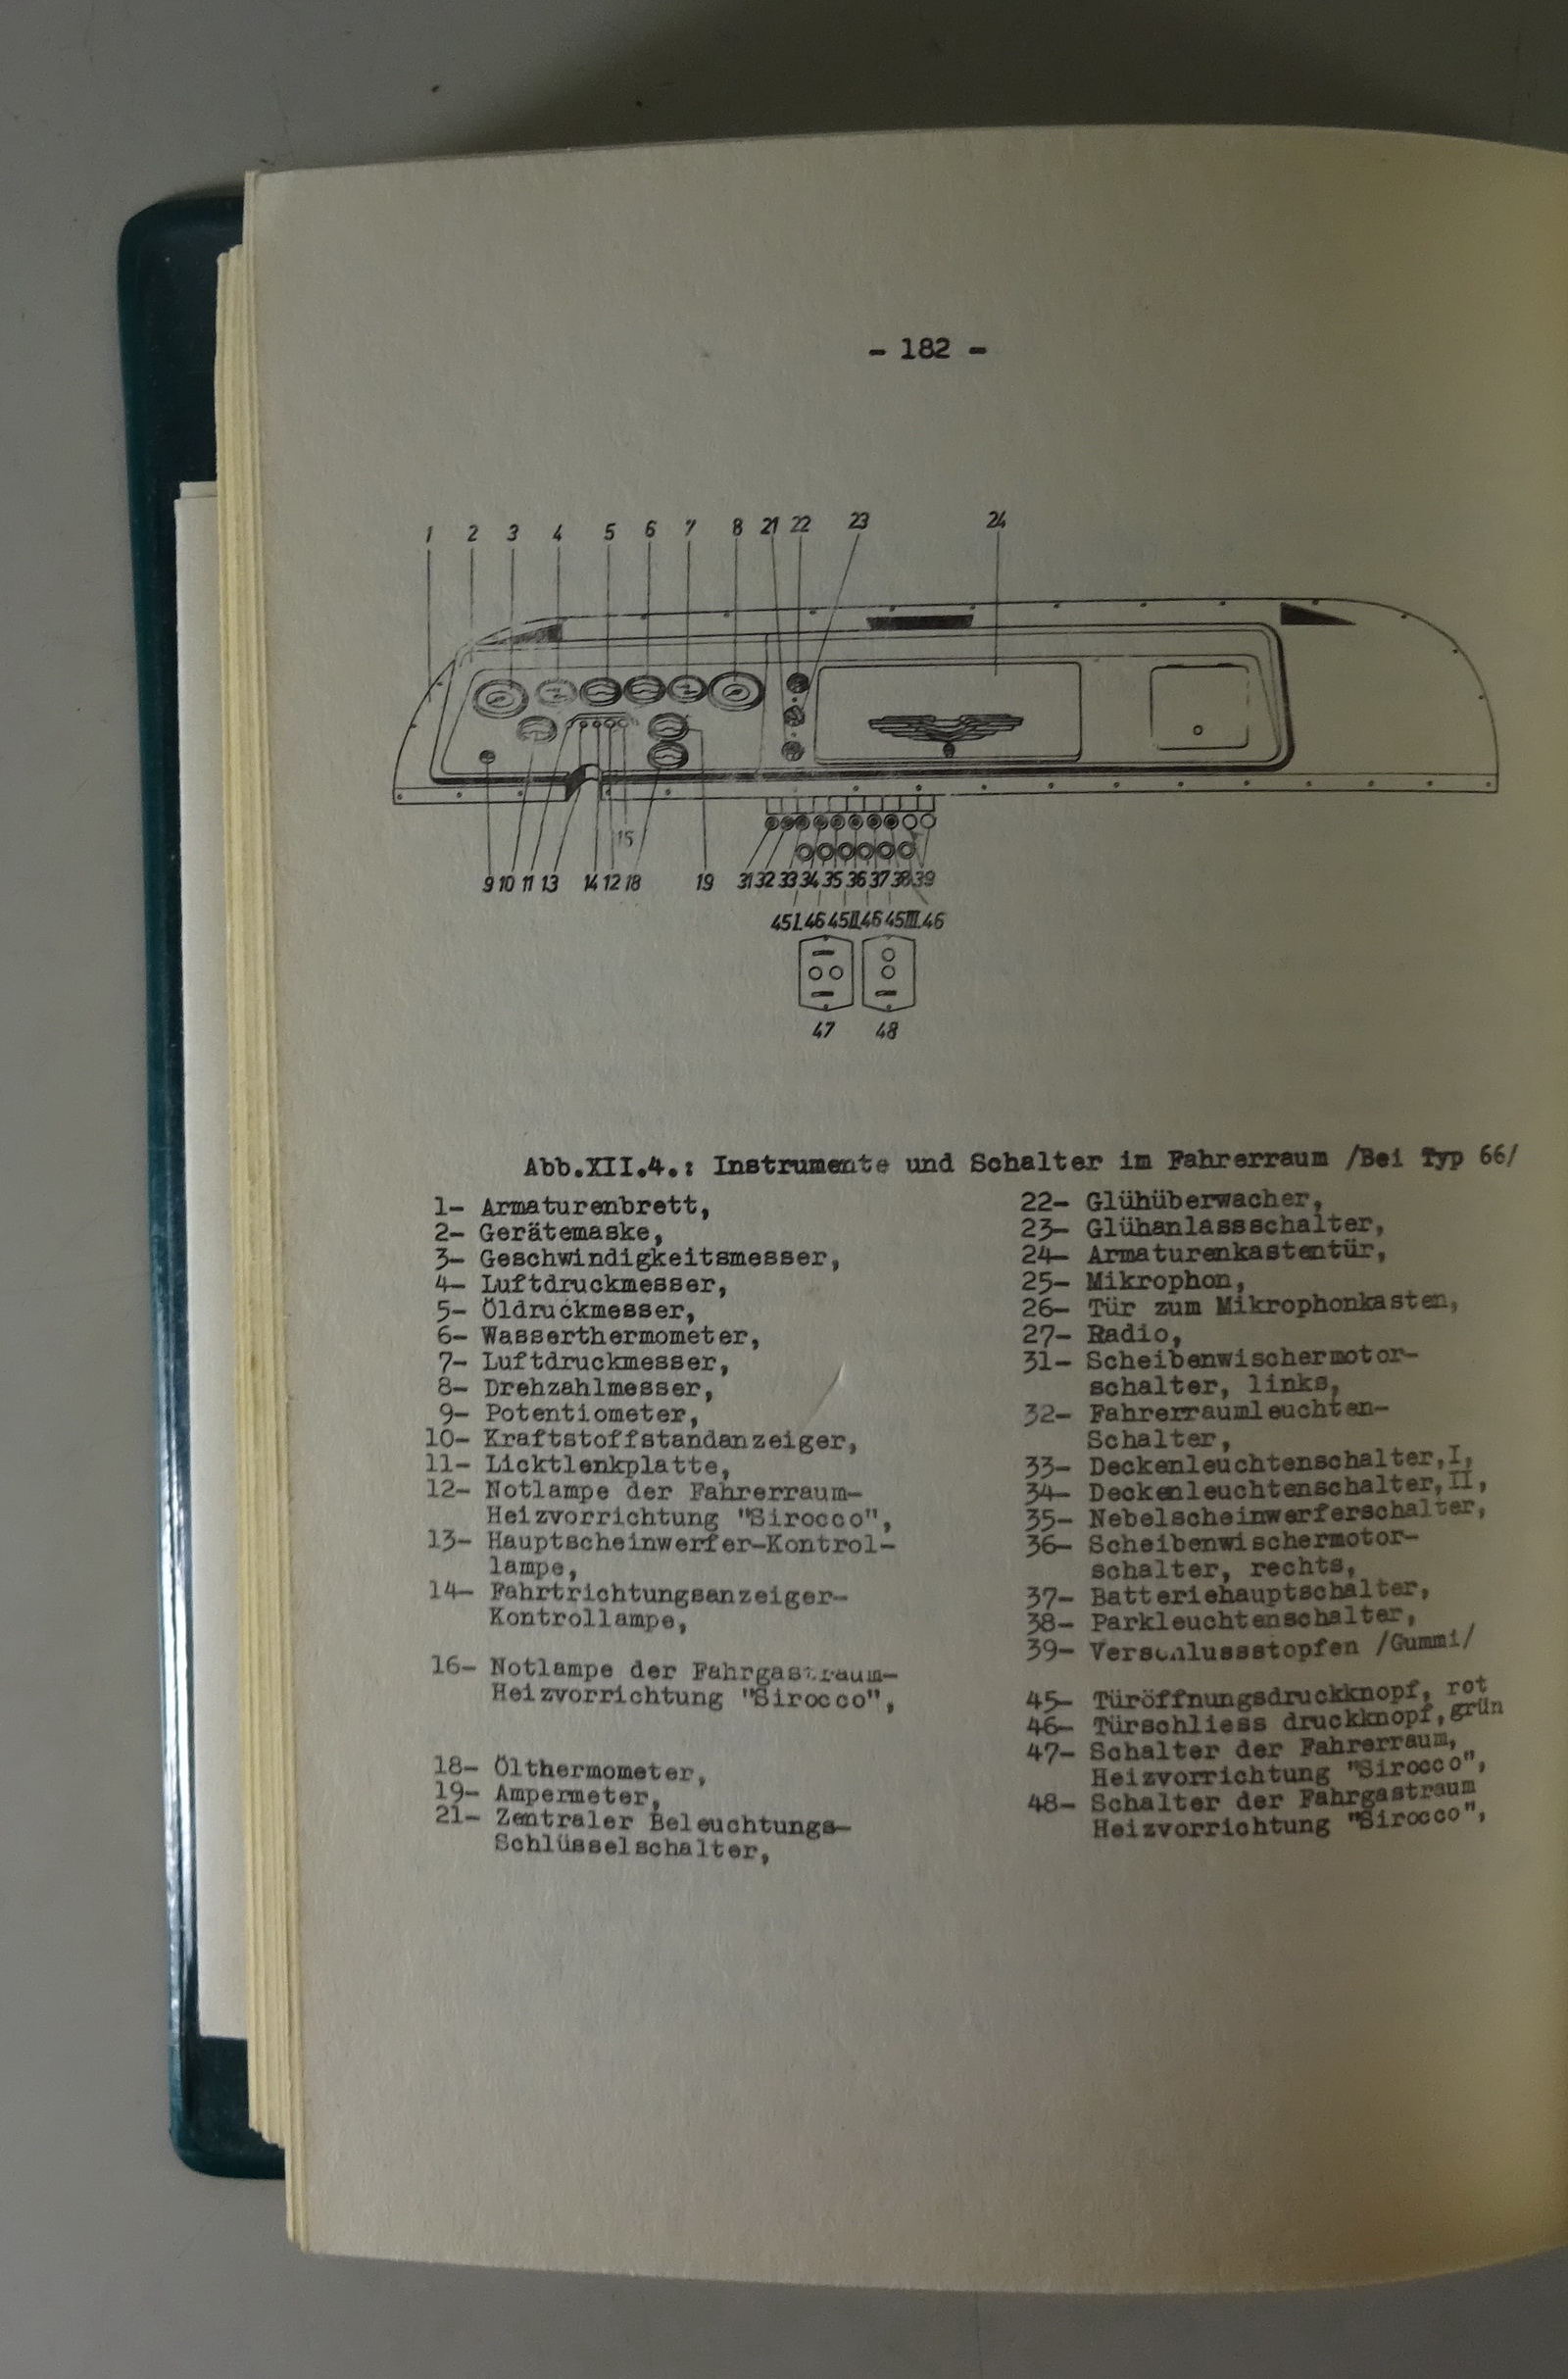 - 182 -
1 2 3 4 5 6 7 8 21 22 23 24
15
9 10 11 13 14 12 18 19 31 32 33 34 35 36 37 38 39
45I. 46 45II. 46 45III. 46
47 48
Abb.XII.4.: Instrumente und Schalter im Fahrerraum /Bei Typ 66/
1- Armaturenbrett,
2- Gerätemaske,
3- Geschwindigkeitsmesser,
4- Luftdruckmesser,
5- Öldruckmesser,
6- Wasserthermometer,
7- Luftdruckmesser,
8- Drehzahlmesser,
9- Potentiometer,
10- Kraftstoffstandanzeiger,
11- Licktlenkplatte,
12- Notlampe der Fahrerraum-
Heizvorrichtung "Sirocco",
13- Hauptscheinwerfer-Kontrol-
lampe,
14- Fahrtrichtungsanzeiger-
Kontrollampe,
16- Notlampe der Fahrgastraum-
Heizvorrichtung "Sirocco",
18- Ölthermometer,
19- Ampermeter,
21- Zentraler Beleuchtungs-
Schlüsselschalter,
22- Glühüberwacher,
23- Glühanlassschalter,
24- Armaturenkastentür,
25- Mikrophon,
26- Tür zum Mikrophonkasten,
27- Radio,
31- Scheibenwischermotor-
schalter, links,
32- Fahrerraumleuchten-
Schalter,
33- Deckenleuchtenschalter,I,
34- Deckenleuchtenschalter,II,
35- Nebelscheinwerferschalter,
36- Scheibenwischermotor-
schalter, rechts,
37- Batteriehauptschalter,
38- Parkleuchtenschalter,
39- Verschlussstopfen /Gummi/
45- Türöffnungsdruckknopf, rot
46- Türschliess druckknopf,grün
47- Schalter der Fahrerraum,
Heizvorrichtung "Sirocco",
48- Schalter der Fahrgastraum
Heizvorrichtung "Sirocco",